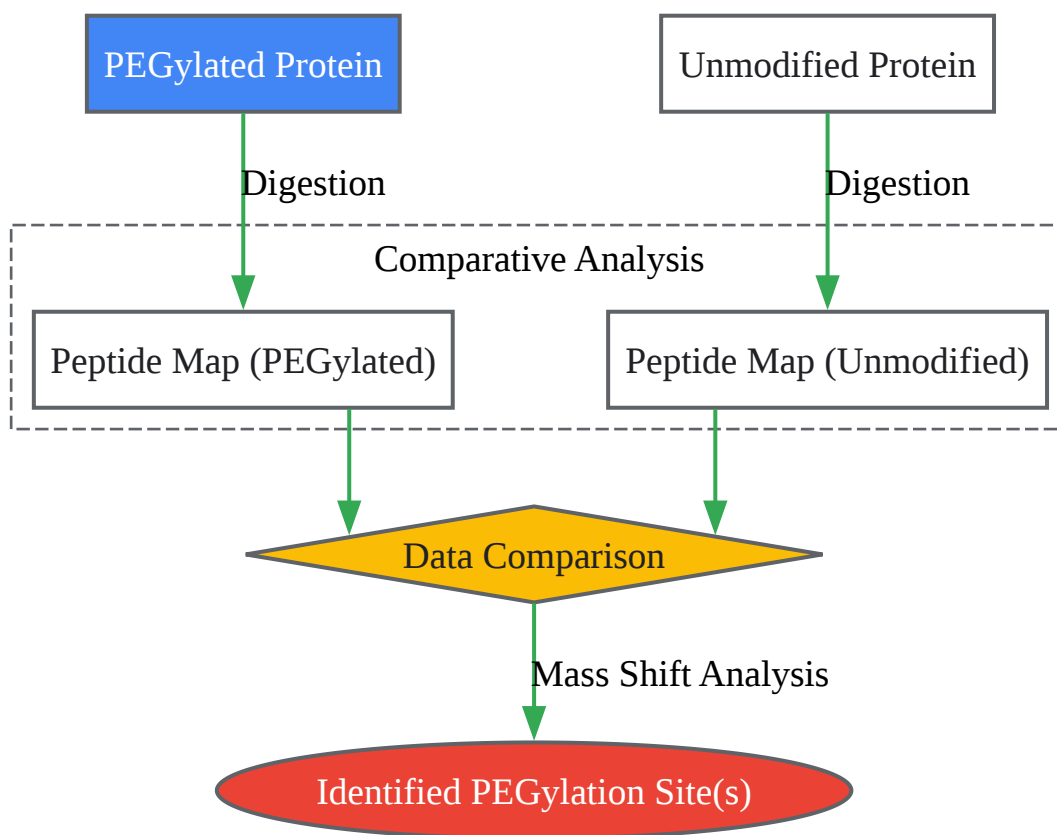 PEGylated Protein
Unmodified Protein
Digestion
Digestion
Comparative Analysis
Peptide Map (PEGylated)
Peptide Map (Unmodified)
Data Comparison
Mass Shift Analysis
Identified PEGylation Site(s)